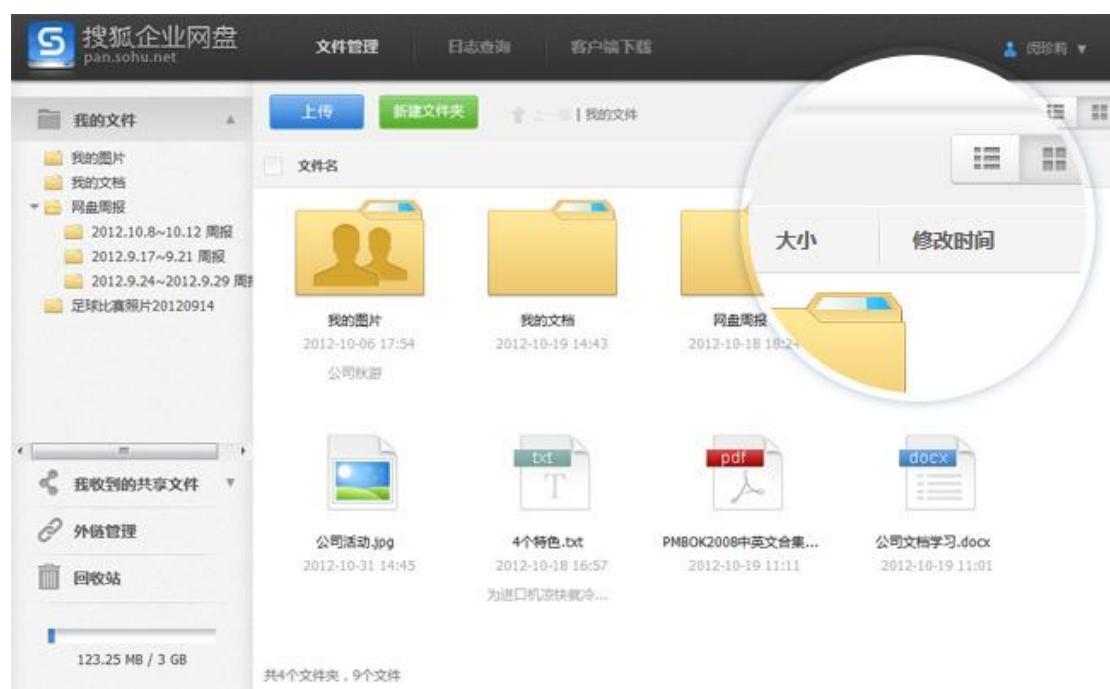 搜狐企业网盘
pan.sohu.net
文件管理
日志查询
客户端下载
闵珍莉
我的文件
我的图片
我的文档
网盘周报
2012.10.8~10.12 周报
2012.9.17~9.21 周报
2012.9.24~2012.9.29 周报
足球比赛照片20120914
我收到的共享文件
外链管理
回收站
123.25 MB / 3 GB
上传
新建文件夹
上一级 | 我的文件
文件名
大小
修改时间
我的图片
2012-10-06 17:54
公司秋游
我的文档
2012-10-19 14:43
网盘周报
2012-10-18 18:24
公司活动.jpg
2012-10-31 14:45
txt
4个特色.txt
2012-10-18 16:57
为进口机凉快就冷...
pdf
PMBOK2008中英文合集...
2012-10-19 11:11
docx
公司文档学习.docx
2012-10-19 11:01
共4个文件夹，9个文件